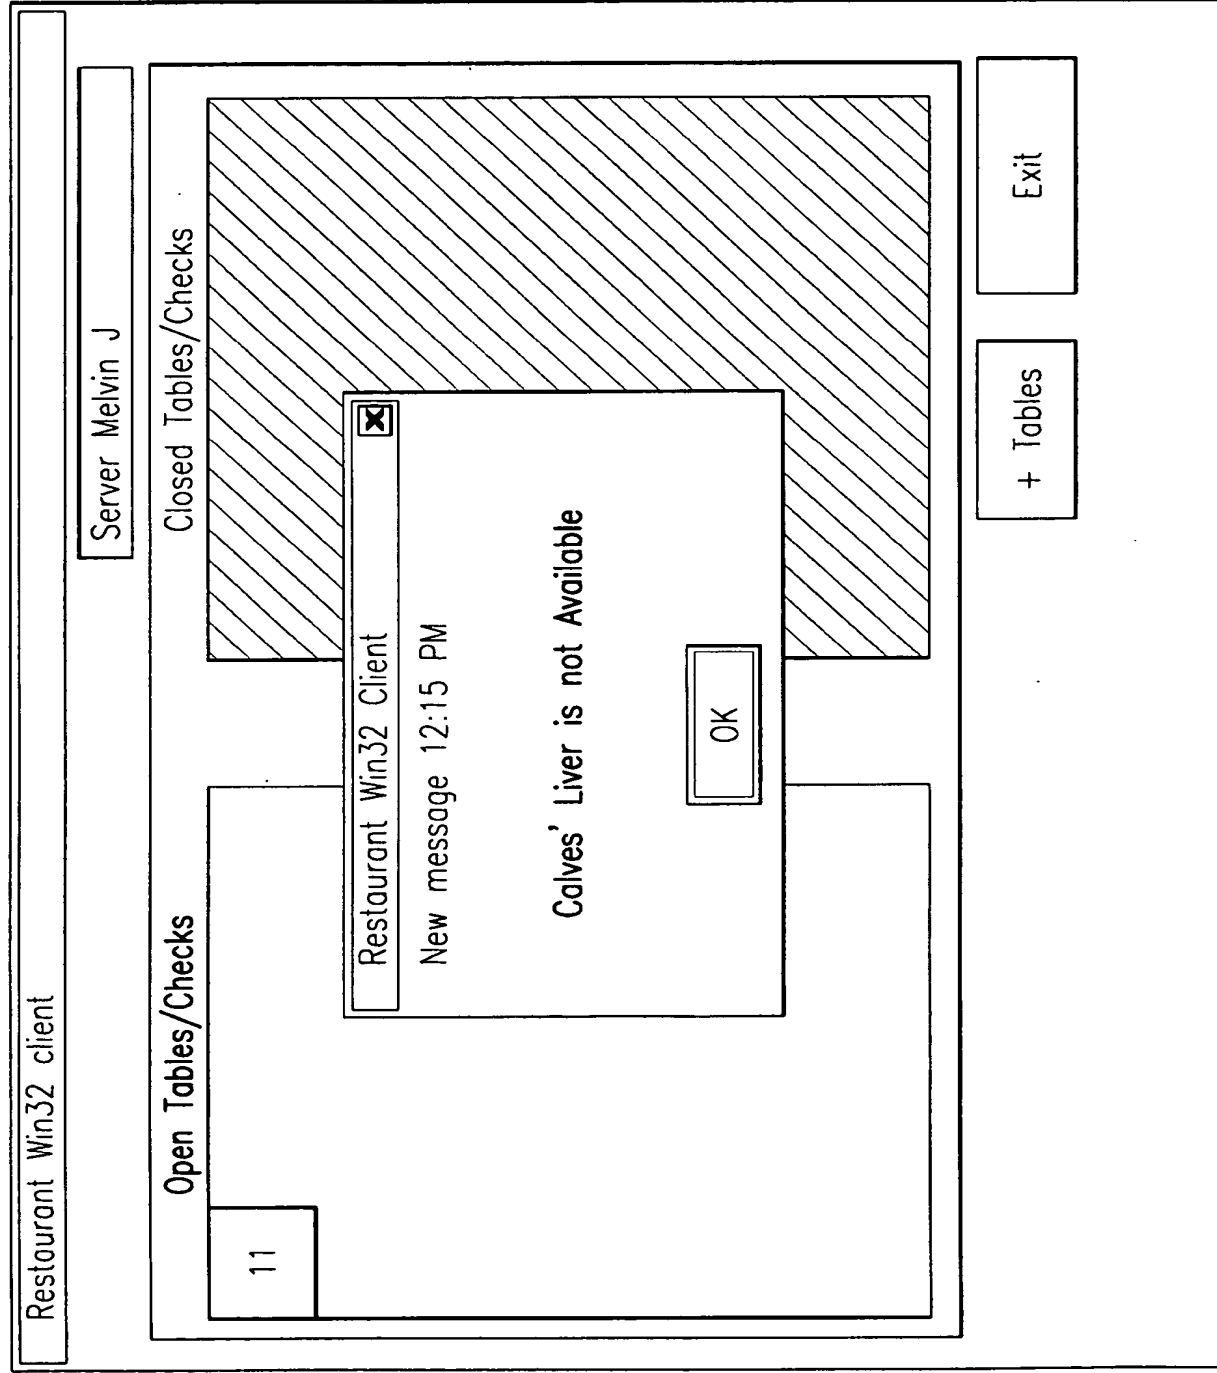 Restaurant Win32 client
Server Melvin J
Open Tables/Checks
Closed Tables/Checks
11
Restaurant Win32 Client
New message 12:15 PM
Calves' Liver is not Available
OK
+ Tables
Exit